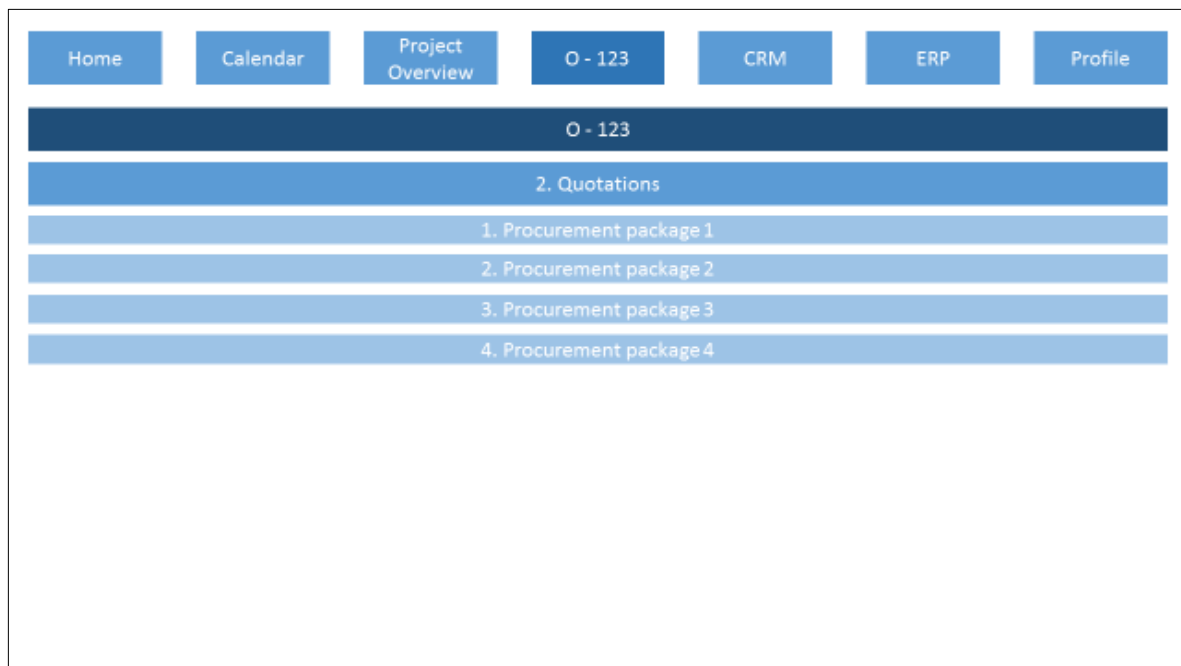 Home
Calendar
Project
Overview
O - 123
CRM
ERP
Profile
O - 123
2. Quotations
1. Procurement package 1
2. Procurement package 2
3. Procurement package 3
4. Procurement package 4